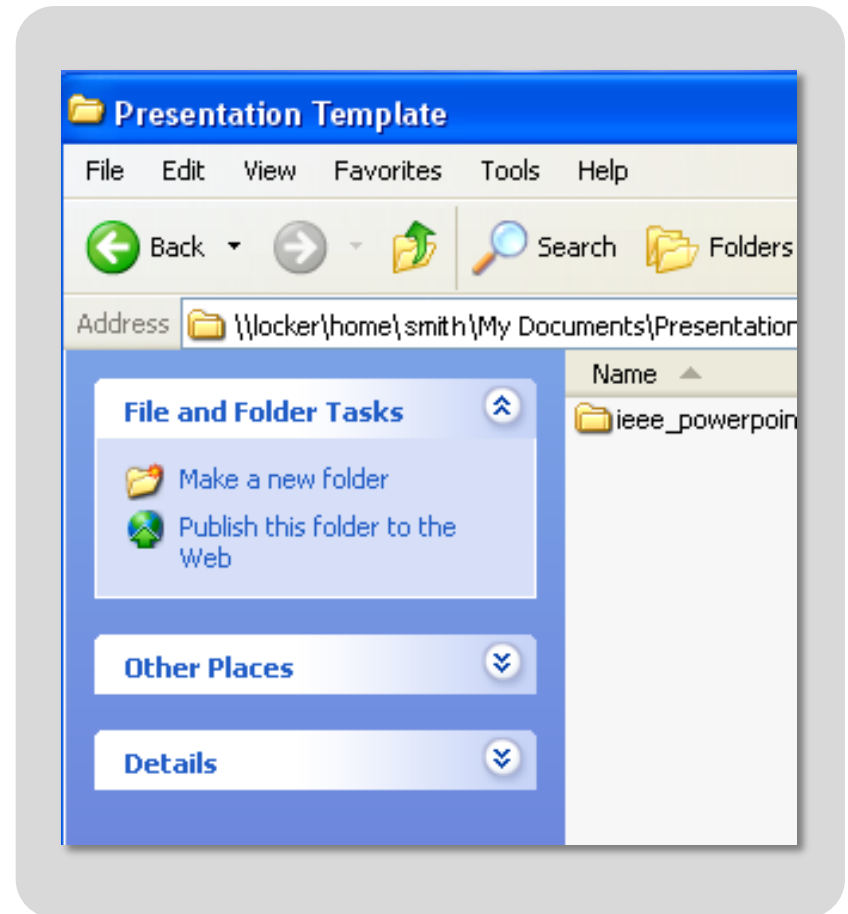 Presentation Template
File Edit View Favorites Tools Help
Back Search Folders
Address \\locker\home\smith\My Documents\Presentation
Name
File and Folder Tasks
ieee_powerpoin
Make a new folder
Publish this folder to the
Web
Other Places
Details